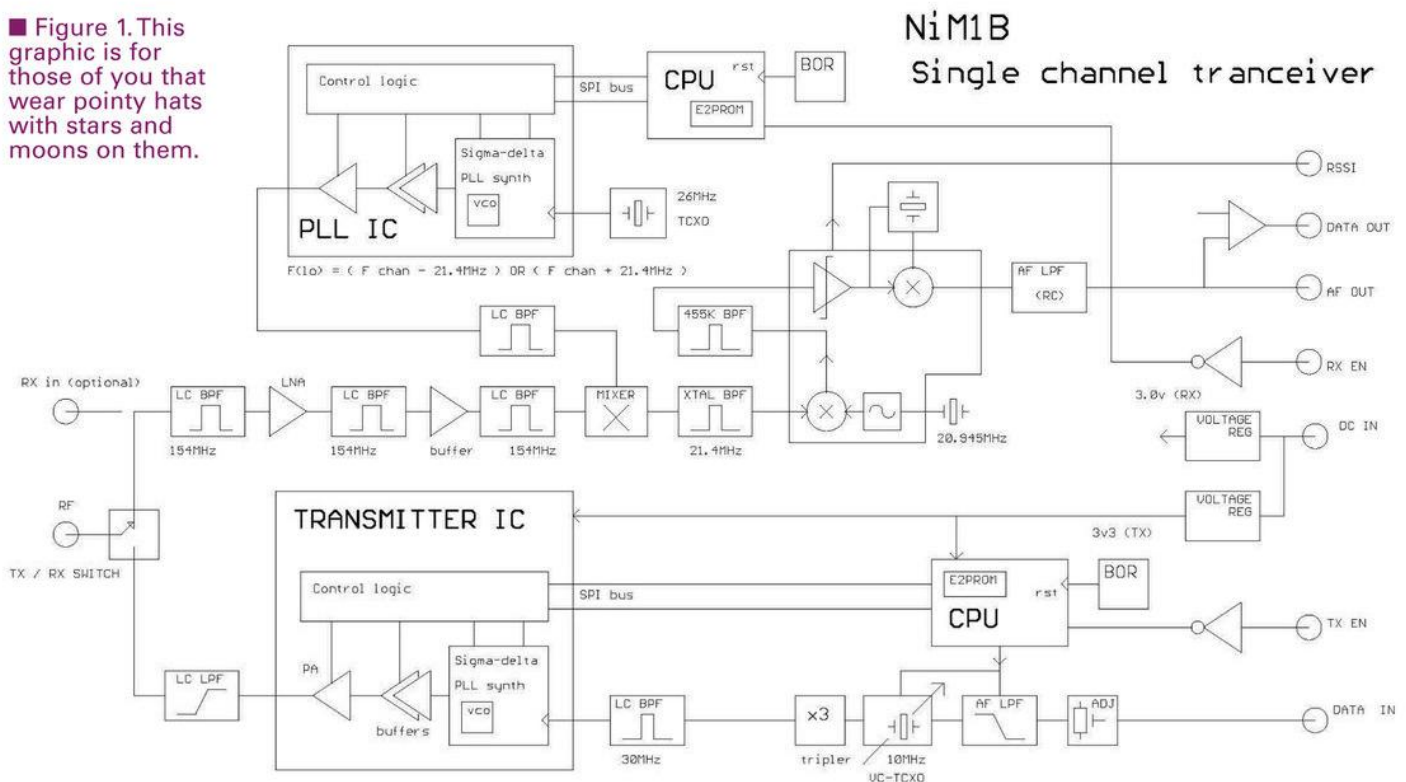 ■ Figure 1. This
graphic is for
those of you that
wear pointy hats
with stars and
moons on them.
NiM1B
Single channel tranceiver
Control logic
SPI bus
CPU
rst
E2PROM
BOR
Sigma-delta
PLL synth
vco
PLL IC
26MHz
TCXO
F(lo) = ( F chan - 21.4MHz ) OR ( F chan + 21.4MHz )
RSSI
DATA OUT
AF LPF
(RC)
AF OUT
LC BPF
455K BPF
RX EN
RX in (optional)
LC BPF
154MHz
LNA
LC BPF
154MHz
buffer
LC BPF
154MHz
MIXER
XTAL BPF
21.4MHz
20.945MHz
3.0v (RX)
VOLTAGE
REG
DC IN
VOLTAGE
REG
3v3 (TX)
RF
TX / RX SWITCH
TRANSMITTER IC
Control logic
SPI bus
E2PROM
rst
CPU
BOR
TX EN
PA
buffers
Sigma-delta
PLL synth
vco
LC LPF
LC BPF
30MHz
x3
tripler
10MHz
VC-TCXO
AF LPF
ADJ
DATA IN